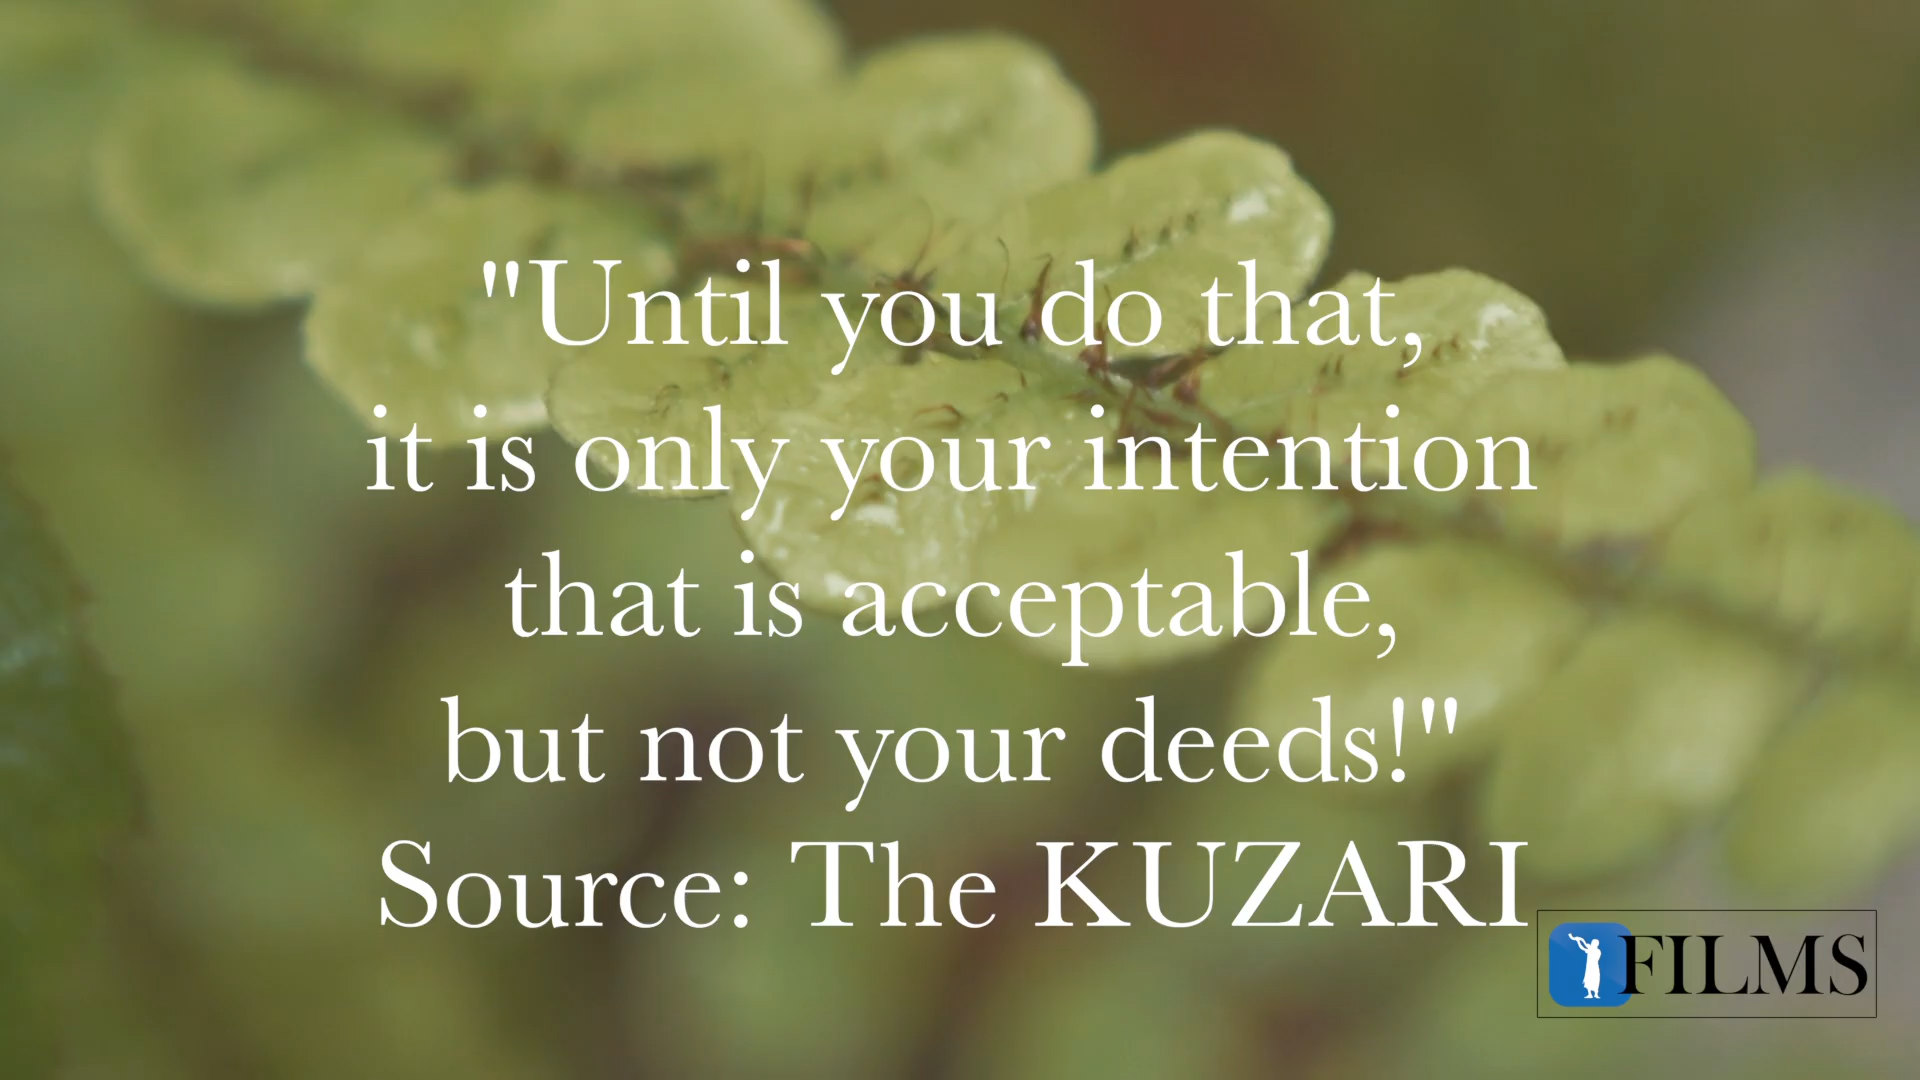 "Until you do that,
it is only your intention
that is acceptable,
but not your deeds!"
Source: The KUZARI
FILMS